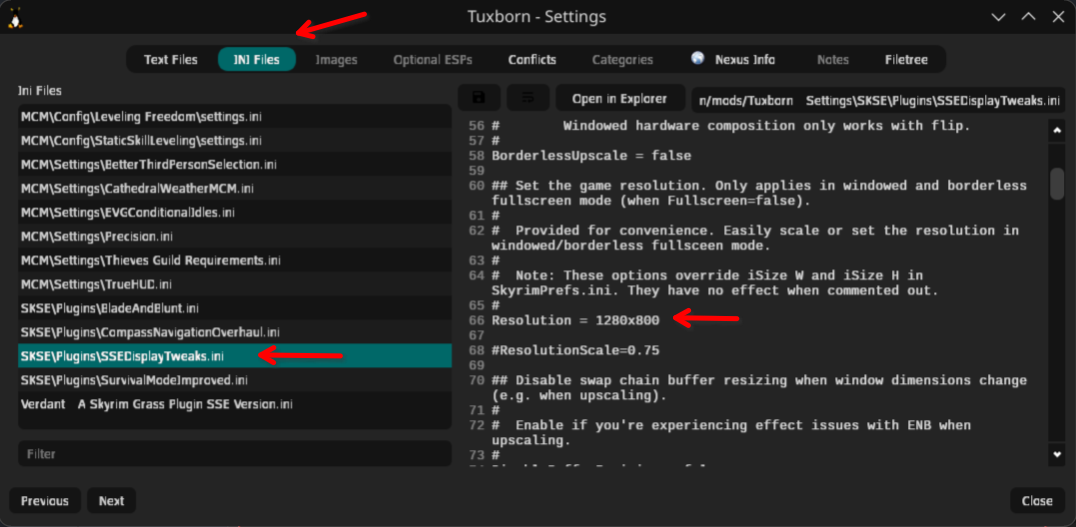 Tuxborn - Settings
Text Files
INI Files
Images
Optional ESPs
Conflicts
Categories
Nexus Info
Notes
Filetree
Ini Files
MCM\Config\Leveling Freedom\settings.ini
MCM\Config\StaticSkillLeveling\settings.ini
MCM\Settings\BetterThirdPersonSelection.ini
MCM\Settings\CathedralWeatherMCM.ini
MCM\Settings\EVGConditionalIdles.ini
MCM\Settings\Precision.ini
MCM\Settings\Thieves Guild Requirements.ini
MCM\Settings\TrueHUD.ini
SKSE\Plugins\BladeAndBlunt.ini
SKSE\Plugins\CompassNavigationOverhaul.ini
SKSE\Plugins\SSEDisplayTweaks.ini
SKSE\Plugins\SurvivalModeImproved.ini
Verdant   A Skyrim Grass Plugin SSE Version.ini
Filter
Open in Explorer
n/mods/Tuxborn   Settings\SKSE\Plugins\SSEDisplayTweaks.ini
56 #       Windowed hardware composition only works with flip.
57 #
58 BorderlessUpscale = false
59
60 ## Set the game resolution. Only applies in windowed and borderless
fullscreen mode (when Fullscreen=false).
61 #
62 #  Provided for convenience. Easily scale or set the resolution in
windowed/borderless fullsceen mode.
63 #
64 #  Note: These options override iSize W and iSize H in
SkyrimPrefs.ini. They have no effect when commented out.
65 #
66 Resolution = 1280x800
67
68 #ResolutionScale=0.75
69
70 ## Disable swap chain buffer resizing when window dimensions change
(e.g. when upscaling).
71 #
72 #  Enable if you're experiencing effect issues with ENB when
upscaling.
73 #
Previous
Next
Close